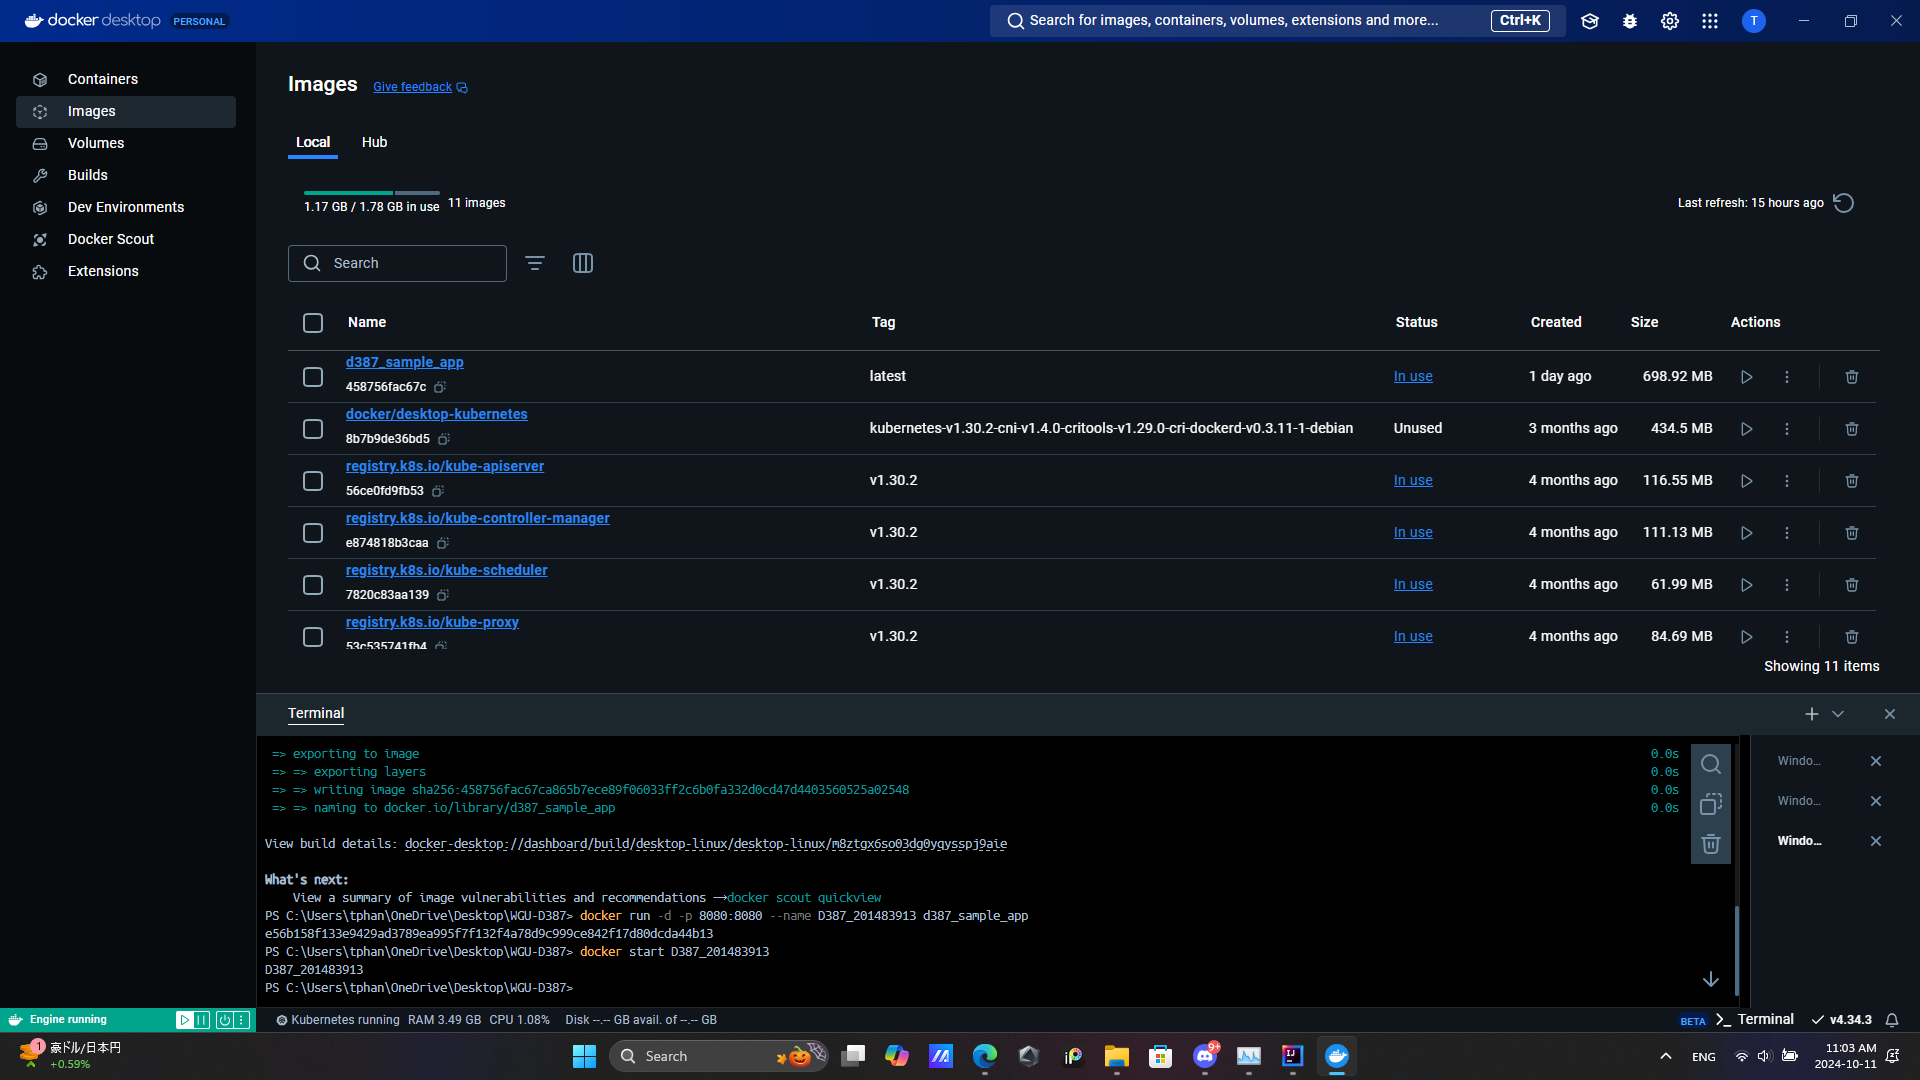 docker desktop PERSONAL
Search for images, containers, volumes, extensions and more... Ctrl+K
T
Containers
Images
Volumes
Builds
Dev Environments
Docker Scout
Extensions
Images Give feedback
Local Hub
1.17 GB / 1.78 GB in use 11 images
Last refresh: 15 hours ago
Search
Name Tag Status Created Size Actions
d387_sample_app
458756fac67c
latest In use 1 day ago 698.92 MB
docker/desktop-kubernetes
8b7b9de36bd5
kubernetes-v1.30.2-cni-v1.4.0-critools-v1.29.0-cri-dockerd-v0.3.11-1-debian Unused 3 months ago 434.5 MB
registry.k8s.io/kube-apiserver
56ce0fd9fb53
v1.30.2 In use 4 months ago 116.55 MB
registry.k8s.io/kube-controller-manager
e874818b3caa
v1.30.2 In use 4 months ago 111.13 MB
registry.k8s.io/kube-scheduler
7820c83aa139
v1.30.2 In use 4 months ago 61.99 MB
registry.k8s.io/kube-proxy
53c535741fb4
v1.30.2 In use 4 months ago 84.69 MB
Showing 11 items
Terminal
=> exporting to image 0.0s
=> => exporting layers 0.0s
=> => writing image sha256:458756fac67ca865b7ece89f06033ff2c6b0fa332d0cd47d4403560525a02548 0.0s
=> => naming to docker.io/library/d387_sample_app 0.0s
View build details: docker-desktop://dashboard/build/desktop-linux/desktop-linux/m8ztgx6so03dg0yqysspj9aie
What's next:
View a summary of image vulnerabilities and recommendations → docker scout quickview
PS C:\Users\tphan\OneDrive\Desktop\WGU-D387> docker run -d -p 8080:8080 --name D387_201483913 d387_sample_app
e56b158f133e9429ad3789ea995f7f132f4a78d9c999ce842f17d80dcda44b13
PS C:\Users\tphan\OneDrive\Desktop\WGU-D387> docker start D387_201483913
D387_201483913
PS C:\Users\tphan\OneDrive\Desktop\WGU-D387>
Windo...
Windo...
Windo...
Engine running
Kubernetes running RAM 3.49 GB CPU 1.08% Disk --.-- GB avail. of --.-- GB
BETA Terminal v4.34.3
1
豪ドル/日本円
+0.59%
Search
9+
ENG
11:03 AM
2024-10-11